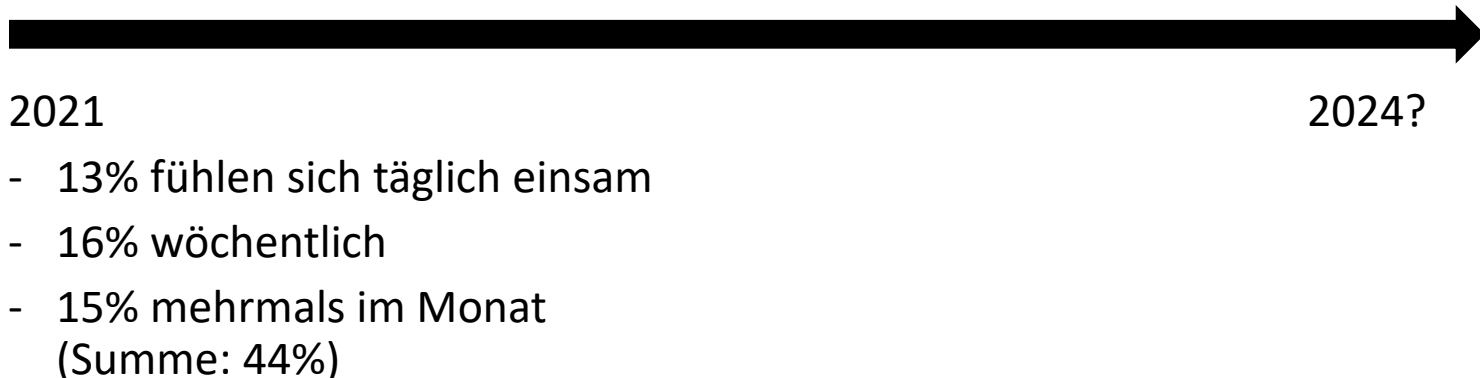 2021 2024?
- 13% fühlen sich täglich einsam
- 16% wöchentlich
- 15% mehrmals im Monat
(Summe: 44%)